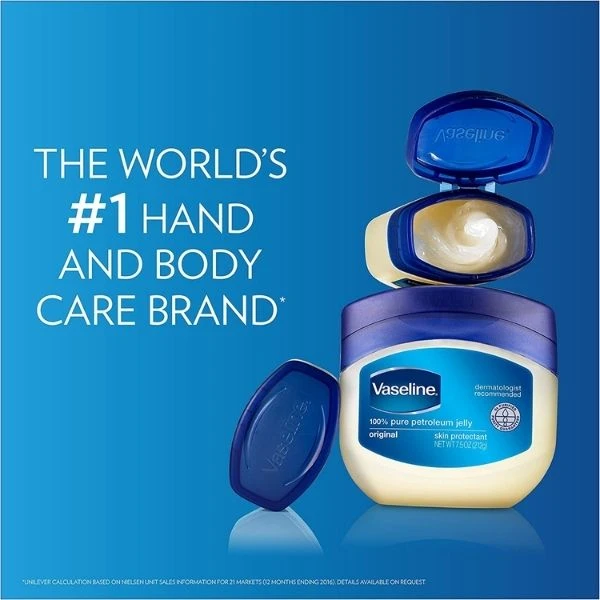 THE WORLD'S
#1 HAND
AND BODY
CARE BRAND*
Vaseline
Vaseline
Vaseline.
dermatologist
recommended
100% pure petroleum jelly
original
skin protectant
NET WT 7.5 OZ (212g)
*UNILEVER CALCULATION BASED ON NIELSEN UNIT SALES INFORMATION FOR 21 MARKETS (12 MONTHS ENDING 2016). DETAILS AVAILABLE ON REQUEST.